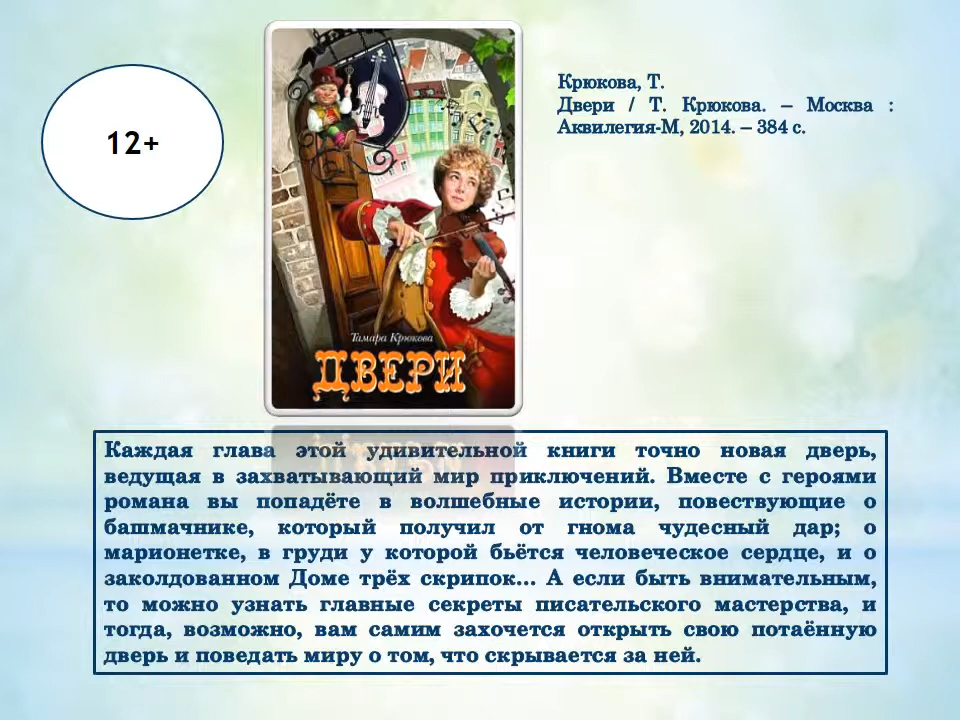 12+
Тамара Крюкова
ДВЕРИ
Крюкова, Т.
Двери / Т. Крюкова. – Москва :
Аквилегия-М, 2014. – 384 с.
Каждая глава этой удивительной книги точно новая дверь,
ведущая в захватывающий мир приключений. Вместе с героями
романа вы попадёте в волшебные истории, повествующие о
башмачнике, который получил от гнома чудесный дар; о
марионетке, в груди у которой бьётся человеческое сердце, и о
заколдованном Доме трёх скрипок... А если быть внимательным,
то можно узнать главные секреты писательского мастерства, и
тогда, возможно, вам самим захочется открыть свою потаённую
дверь и поведать миру о том, что скрывается за ней.